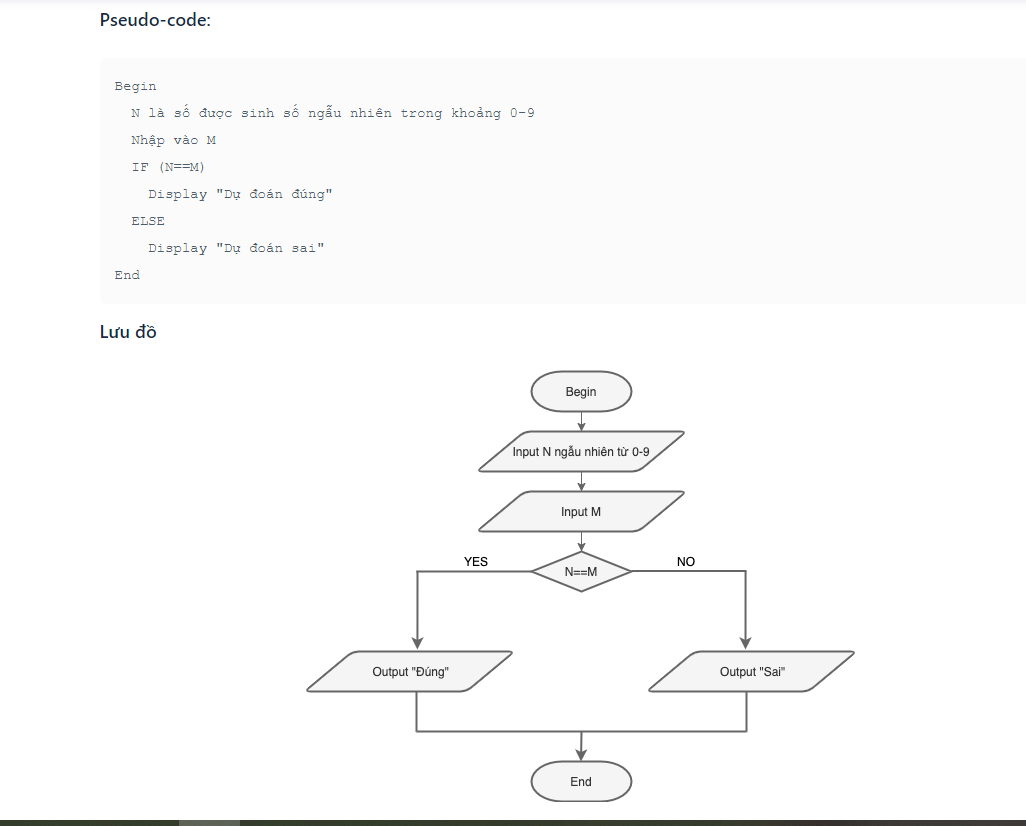 Pseudo-code:
Begin
N là số được sinh số ngẫu nhiên trong khoảng 0-9
Nhập vào M
IF (N==M)
Display "Dự đoán đúng"
ELSE
Display "Dự đoán sai"
End
Lưu đồ
Begin
Input N ngẫu nhiên từ 0-9
Input M
YES
N==M
NO
Output "Đúng"
Output "Sai"
End